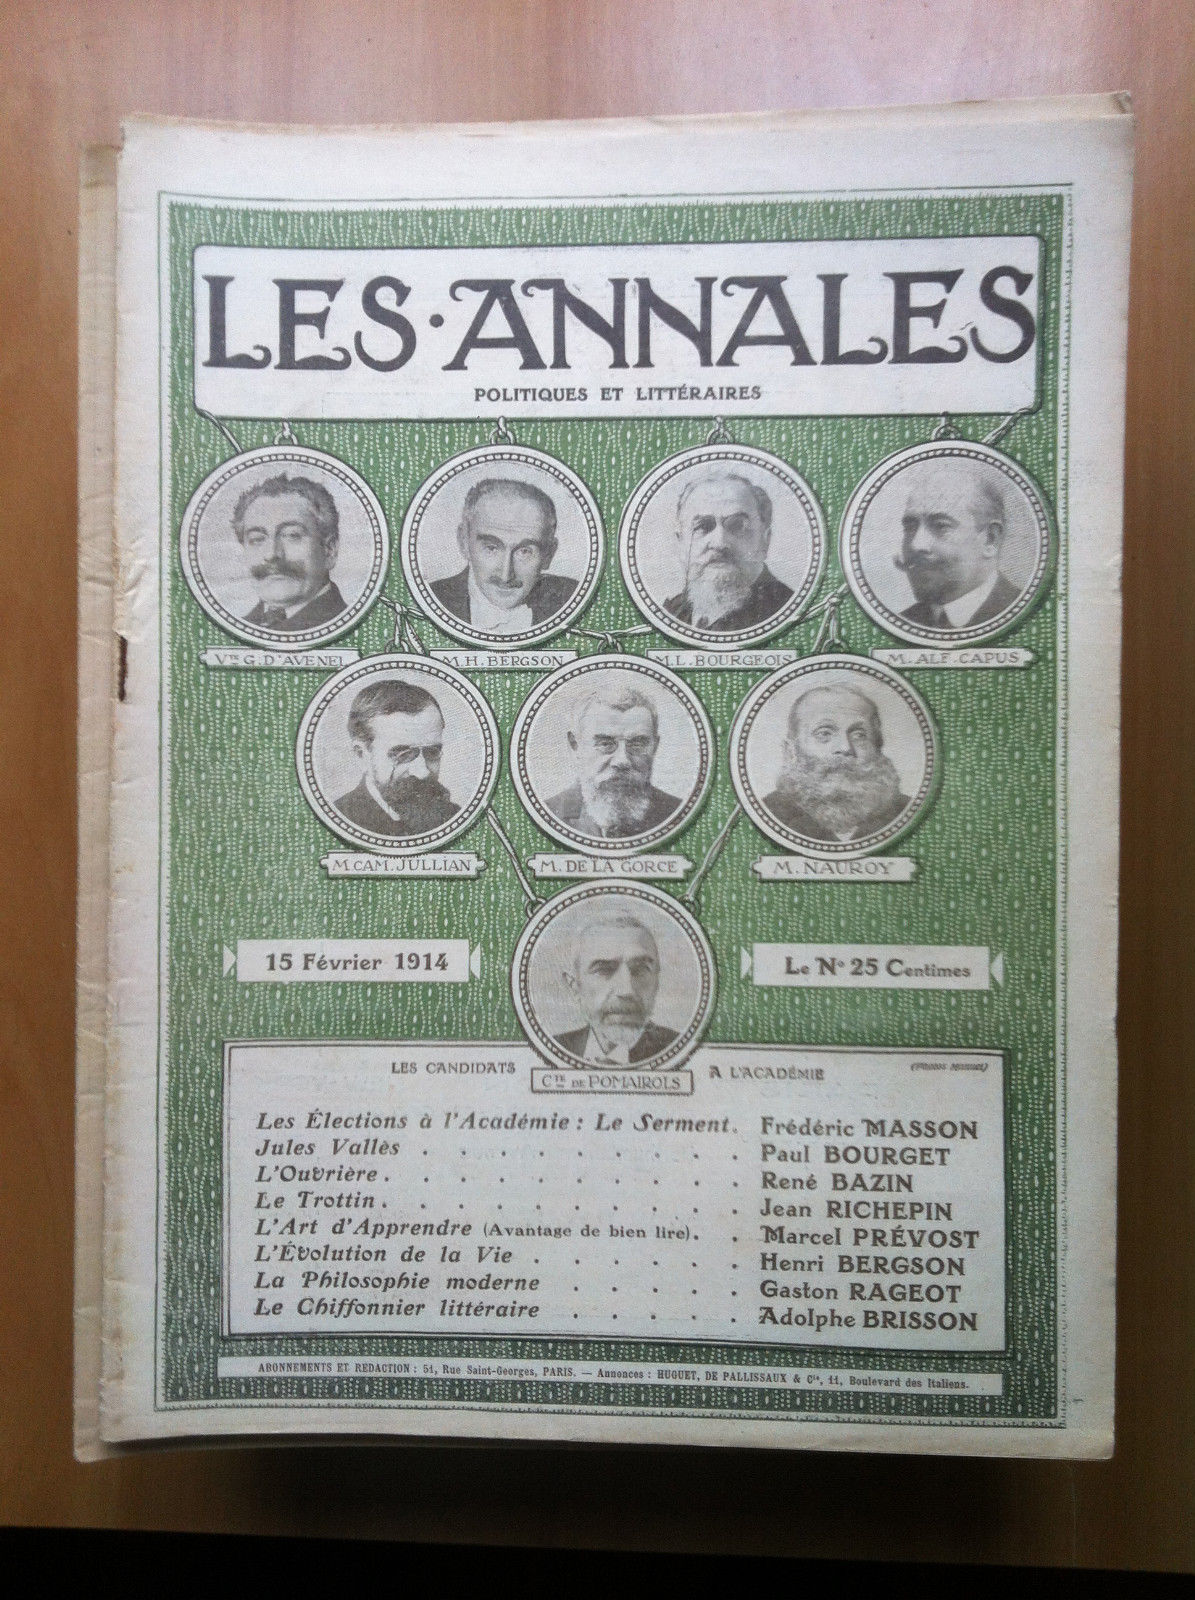 LES·ANNALES
POLITIQUES ET LITTÉRAIRES
Vte G. D'AVENEL
M. H. BERGSON
M. L. BOURGEOIS
M. ALF. CAPUS
M. CAM. JULLIAN
M. DE LA GORCE
M. NAUROY
15 Février 1914
Le No 25 Centimes
LES CANDIDATS
Cte DE POMAIROLS
A L'ACADÉMIE
Les Élections à l'Académie : Le Serment. Frédéric MASSON
Jules Vallès . . . . . . . . . . Paul BOURGET
L'Ouvrière . . . . . . . . . . . René BAZIN
Le Trottin . . . . . . . . . . . Jean RICHEPIN
L'Art d'Apprendre (Avantage de bien lire). . Marcel PRÉVOST
L'Évolution de la Vie . . . . . . Henri BERGSON
La Philosophie moderne . . . . . Gaston RAGEOT
Le Chiffonnier littéraire . . . . . Adolphe BRISSON
ABONNEMENTS ET RÉDACTION : 51, Rue Saint-Georges, PARIS. — Annonces : HUGUET, DE PALLISSAUX & Cie, 11, Boulevard des Italiens.
1